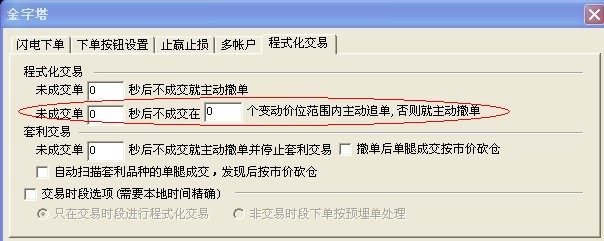 金字塔
闪电下单 下单按钮设置 止赢止损 多帐户 程式化交易
程式化交易
未成交单 0 秒后不成交就主动撤单
未成交单 0 秒后不成交在 0 个变动价位范围内主动追单,否则就主动撤单
套利交易
未成交单 0 秒后不成交就主动撤单并停止套利交易 撤单后单腿成交按市价砍仓
自动扫描套利品种的单腿成交，发现后按市价砍仓
交易时段选项(需要本地时间精确)
只在交易时段进行程式化交易 非交易时段下单按预埋单处理